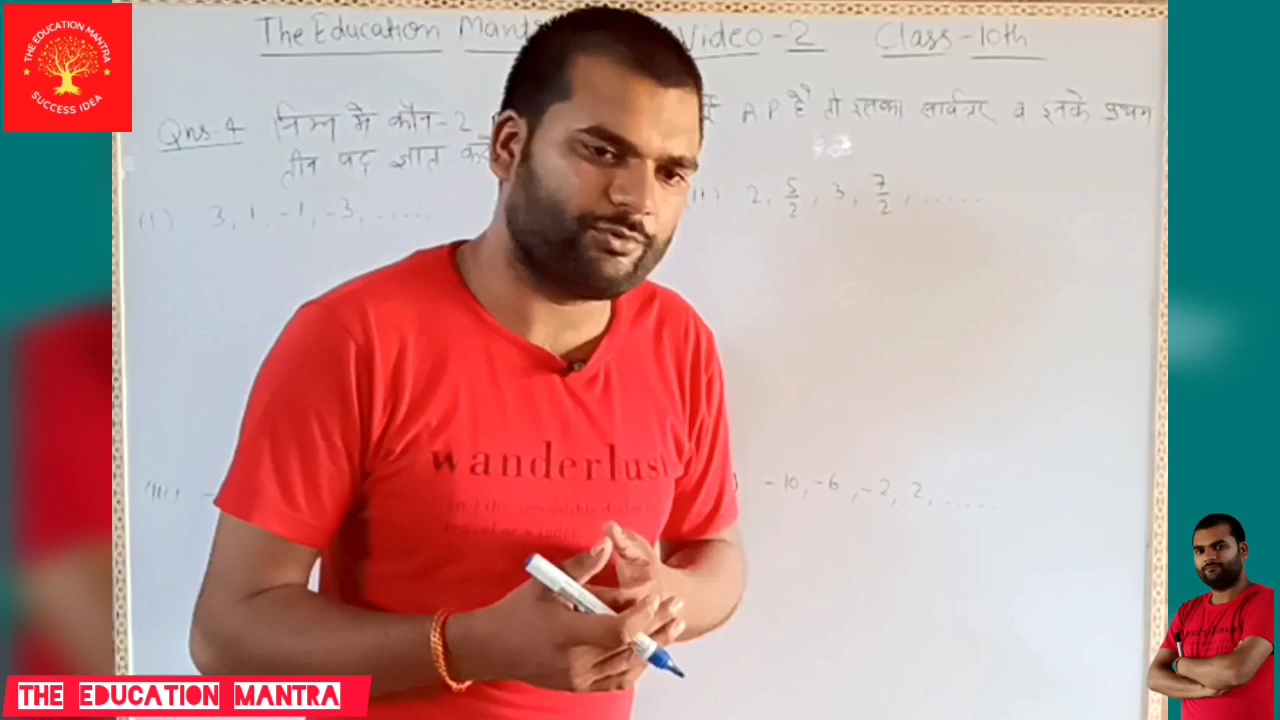 THE EDUCATION MANTRA
SUCCESS IDEA
The Education Mant Video-2 Class-10th
Qns-4 निम्न में कौन-2 AP है तो इसका सार्वन्तर व इनके प्रथम
तीन पद ज्ञात करें
(i) 3, 1, -1, -3, ......
(ii) 2, 5/2, 3, 7/2, ......
wanderlust
-10, -6, -2, 2, ......
THE EDUCATION MANTRA